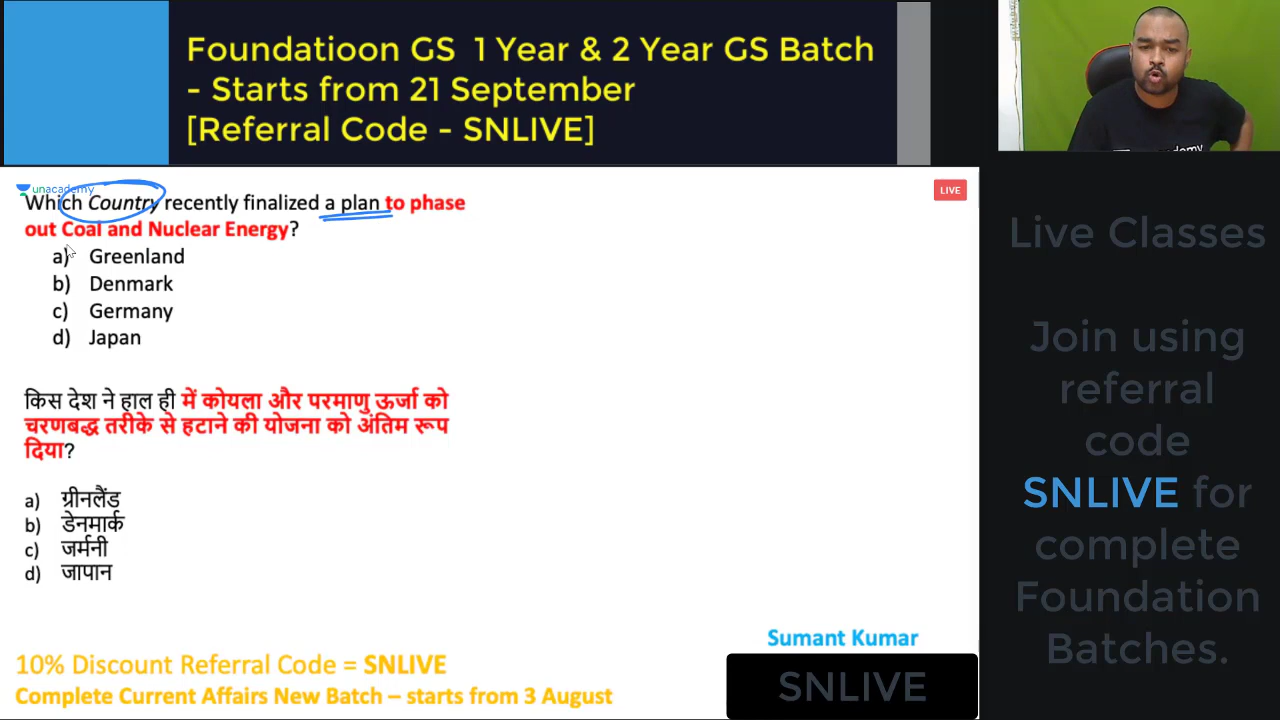 Foundatioon GS 1 Year & 2 Year GS Batch
- Starts from 21 September
[Referral Code - SNLIVE]
unacademy
LIVE
Which Country recently finalized a plan to phase
out Coal and Nuclear Energy?
a) Greenland
b) Denmark
c) Germany
d) Japan
किस देश ने हाल ही में कोयला और परमाणु ऊर्जा को
चरणबद्ध तरीके से हटाने की योजना को अंतिम रूप
दिया?
a) ग्रीनलैंड
b) डेनमार्क
c) जर्मनी
d) जापान
Sumant Kumar
10% Discount Referral Code = SNLIVE
Complete Current Affairs New Batch – starts from 3 August
SNLIVE
Live Classes
Join using
referral
code
SNLIVE for
complete
Foundation
Batches.